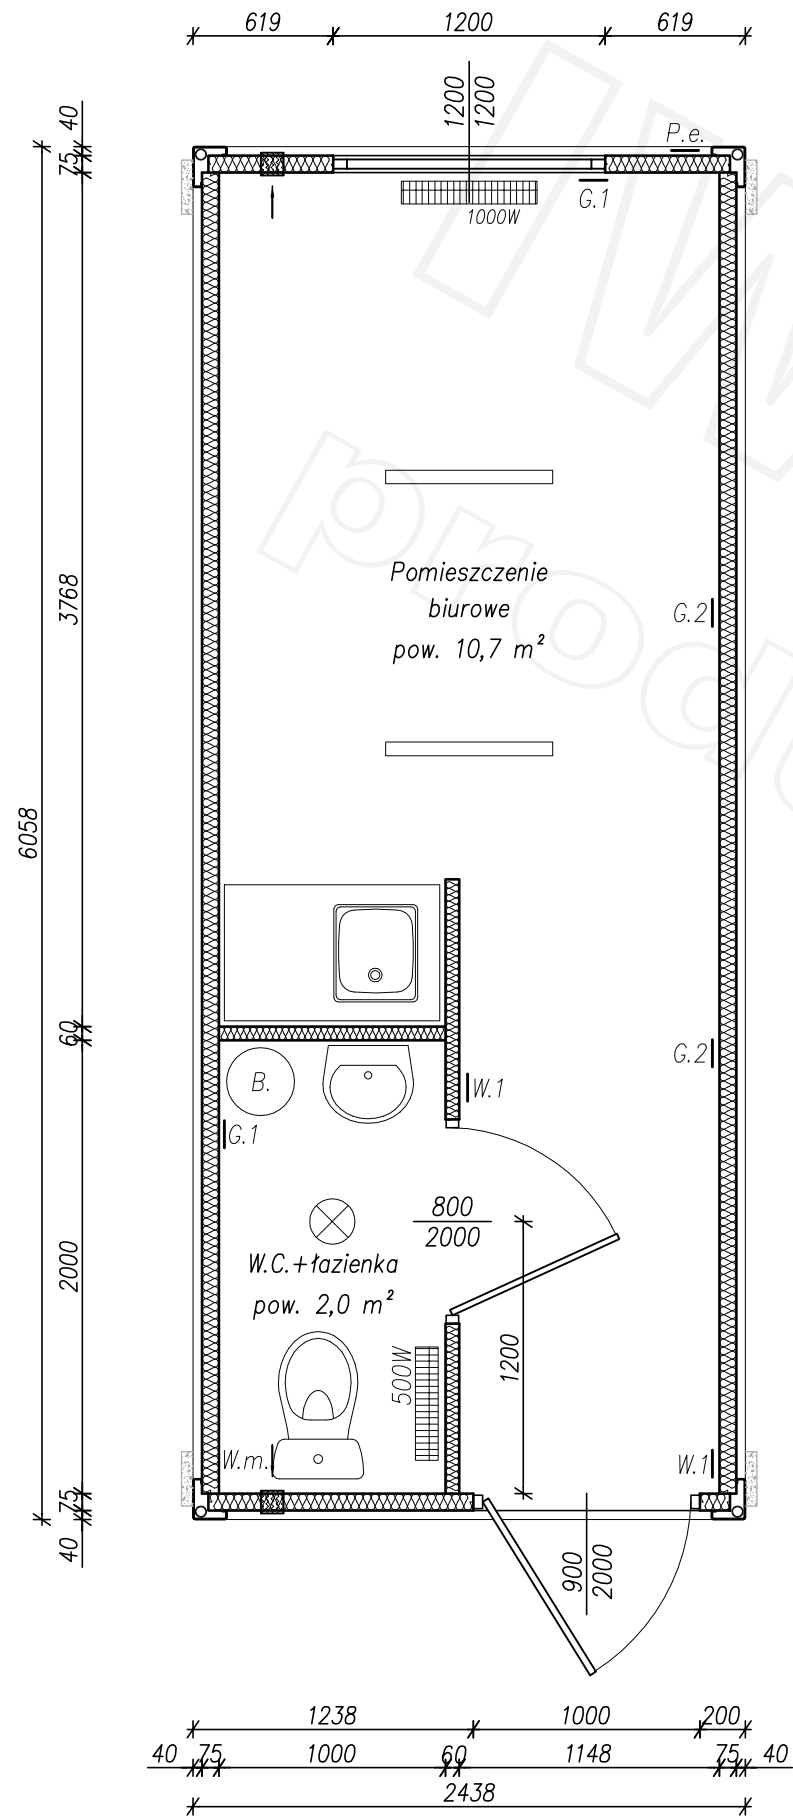 619 1200 619
1200
1200
P.e.
40
75
G.1
1000W
Pomieszczenie
biurowe
pow. 10,7 m²
G.2
3768
6058
60
G.2
B.
W.1
G.1
800
2000
W.C.+łazienka
pow. 2,0 m²
2000
1200
500W
W.m.
W.1
75
40
900
2000
1238 1000 200
40 75 1000 60 1148 75 40
2438